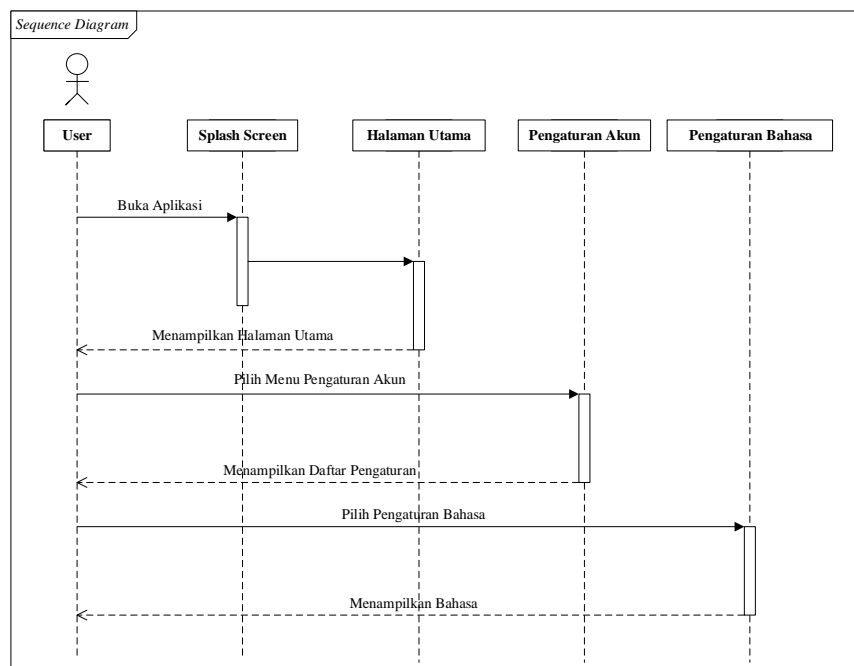 Sequence Diagram
User
Splash Screen
Halaman Utama
Pengaturan Akun
Pengaturan Bahasa
Buka Aplikasi
Menampilkan Halaman Utama
Pilih Menu Pengaturan Akun
Menampilkan Daftar Pengaturan
Pilih Pengaturan Bahasa
Menampilkan Bahasa